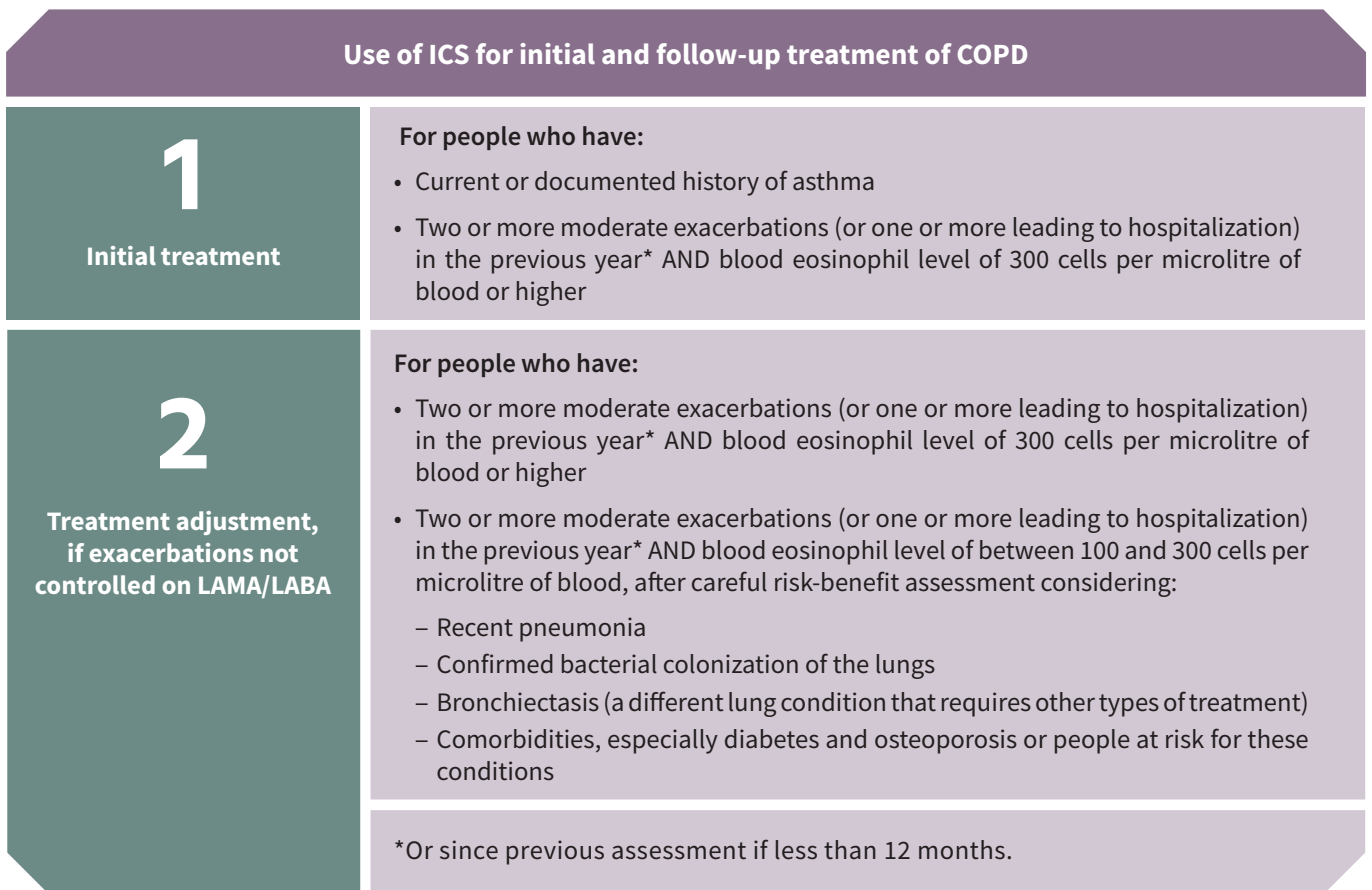 Use of ICS for initial and follow-up treatment of COPD
1
Initial treatment
For people who have:
• Current or documented history of asthma
• Two or more moderate exacerbations (or one or more leading to hospitalization)
in the previous year* AND blood eosinophil level of 300 cells per microlitre of
blood or higher
2
Treatment adjustment,
if exacerbations not
controlled on LAMA/LABA
For people who have:
• Two or more moderate exacerbations (or one or more leading to hospitalization)
in the previous year* AND blood eosinophil level of 300 cells per microlitre of
blood or higher
• Two or more moderate exacerbations (or one or more leading to hospitalization)
in the previous year* AND blood eosinophil level of between 100 and 300 cells per
microlitre of blood, after careful risk-benefit assessment considering:
– Recent pneumonia
– Confirmed bacterial colonization of the lungs
– Bronchiectasis (a different lung condition that requires other types of treatment)
– Comorbidities, especially diabetes and osteoporosis or people at risk for these
conditions
*Or since previous assessment if less than 12 months.